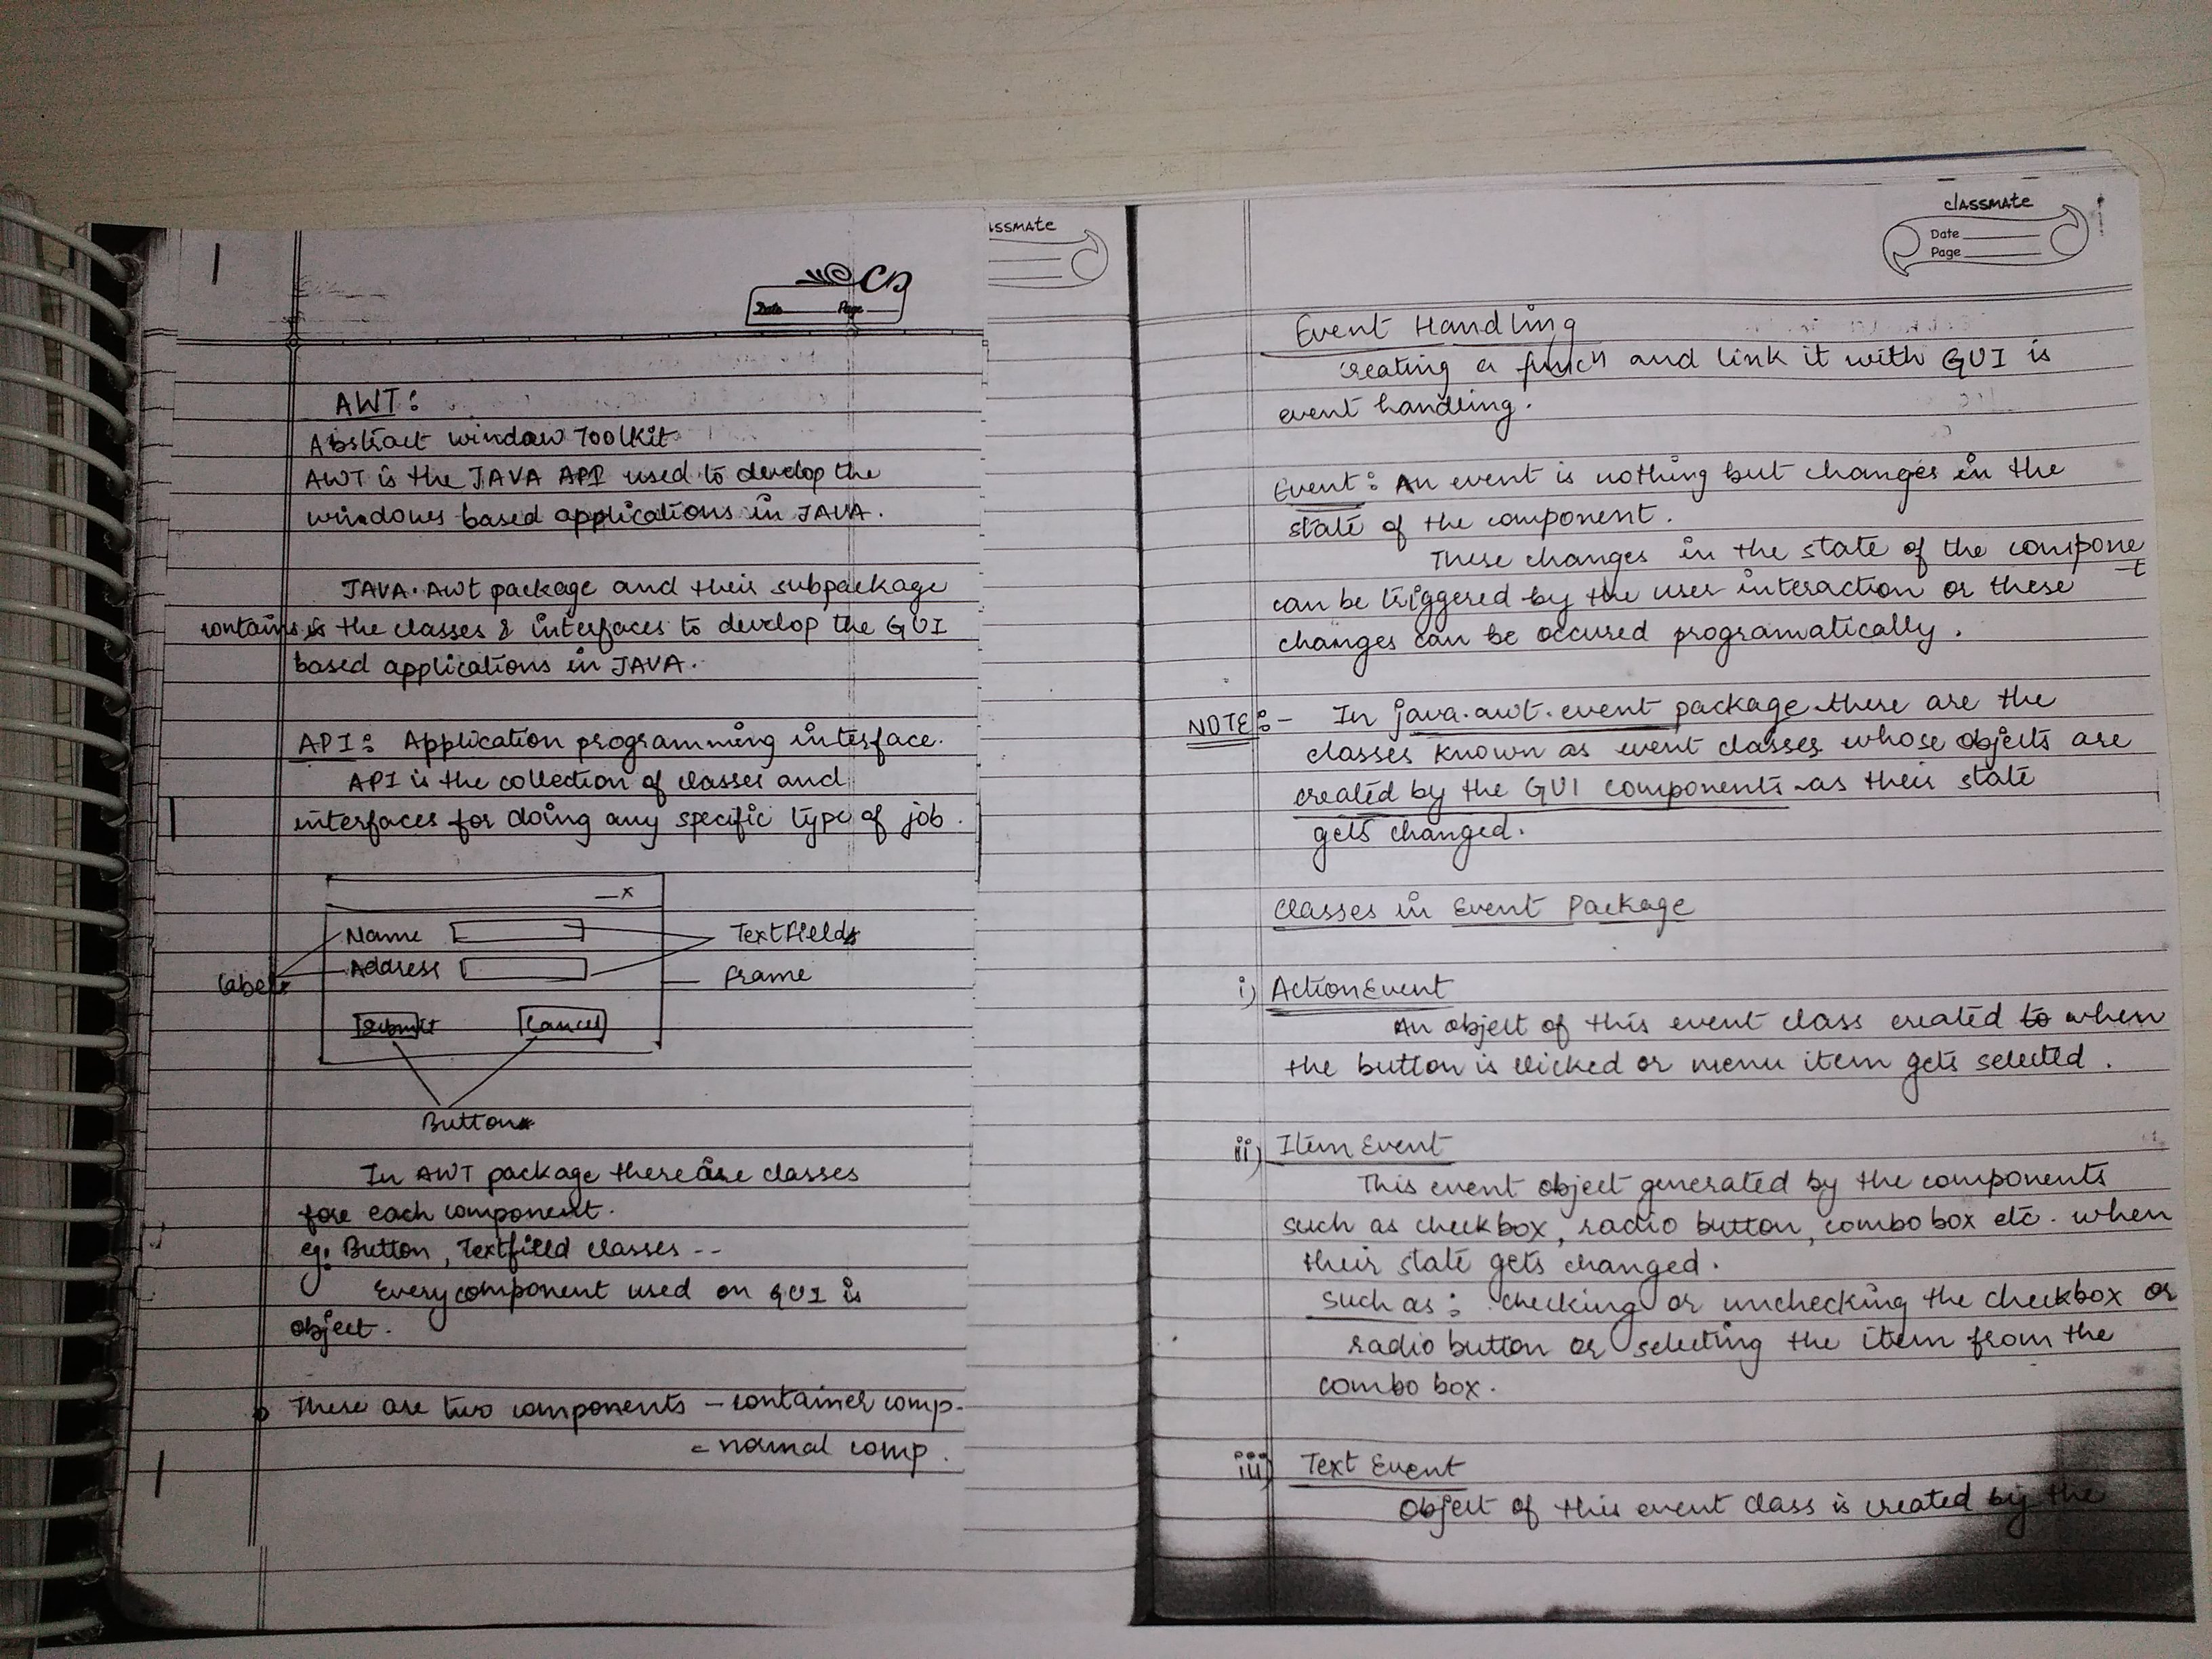 CD
Date Page
AWT:
Abstract window Toolkit
AWT is the JAVA API used to develop the
windows based applications in JAVA.
JAVA.Awt package and their subpackage
contains the classes & interfaces to develop the GUI
based applications in JAVA.
API: Application programming interface.
API is the collection of classes and
interfaces for doing any specific type of job.
- x
Name
Textfields
Address
Labels
frame
Submit Cancel
Buttons
In AWT package there are classes
fore each component.
eg: Button, Textfield classes --
Every component used on GUI is
object.
There are two components - container comp.
- normal comp.
assmate
classmate
Date
Page
Event Handling
creating a funcn and link it with GUI is
event handling.
Event: An event is nothing but changes in the
state of the component.
These changes in the state of the compone
t
can be triggered by the user interaction or these
changes can be occured programatically.
NOTE:- In java.awt.event package there are the
classes known as event classes whose objects are
created by the GUI components as their state
gets changed.
Classes in Event Package
i) ActionEvent
An object of this event class created to when
the button is clicked or menu item gets selected.
ii) Item Event
This event object generated by the components
such as checkbox, radio button, combobox etc. when
their state gets changed.
such as: checking or unchecking the checkbox or
radio button or selecting the item from the
combo box.
iii) Text Event
Object of this event class is created by the